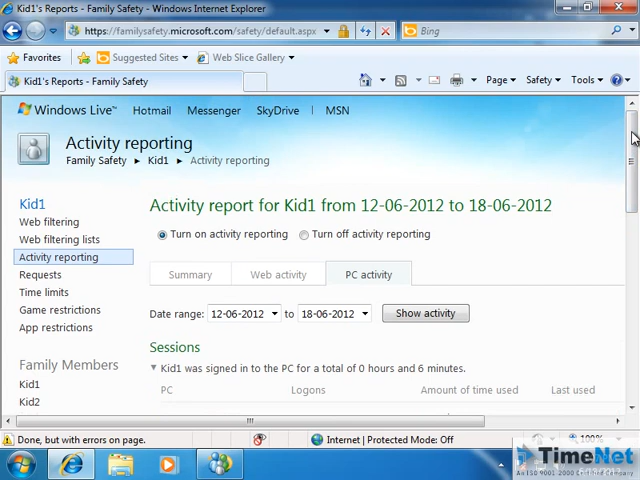 Kid1's Reports - Family Safety - Windows Internet Explorer
https://familysafety.microsoft.com/safety/default.aspx
Bing
Favorites Suggested Sites Web Slice Gallery
Kid1's Reports - Family Safety
Page Safety Tools
Windows Live™ Hotmail Messenger SkyDrive MSN
Activity reporting
Family Safety Kid1 Activity reporting
Kid1
Web filtering
Web filtering lists
Activity reporting
Requests
Time limits
Game restrictions
App restrictions
Family Members
Kid1
Kid2
Activity report for Kid1 from 12-06-2012 to 18-06-2012
Turn on activity reporting Turn off activity reporting
Summary Web activity PC activity
Date range: 12-06-2012 to 18-06-2012 Show activity
Sessions
Kid1 was signed in to the PC for a total of 0 hours and 6 minutes.
PC Logons Amount of time used Last used
Done, but with errors on page. Internet | Protected Mode: Off 100%
TimeNet
AN ISO 9001